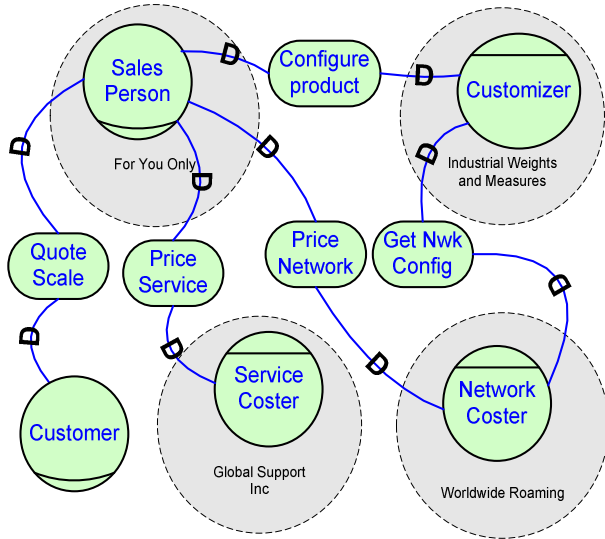 Sales
Person
D
Configure
product
D
Customizer
For You Only
D
D
D
D
Industrial Weights
and Measures
Quote
Scale
Price
Service
Price
Network
Get Nwk
Config
D
D
D
D
Service
Coster
Network
Coster
Customer
Global Support
Inc
Worldwide Roaming